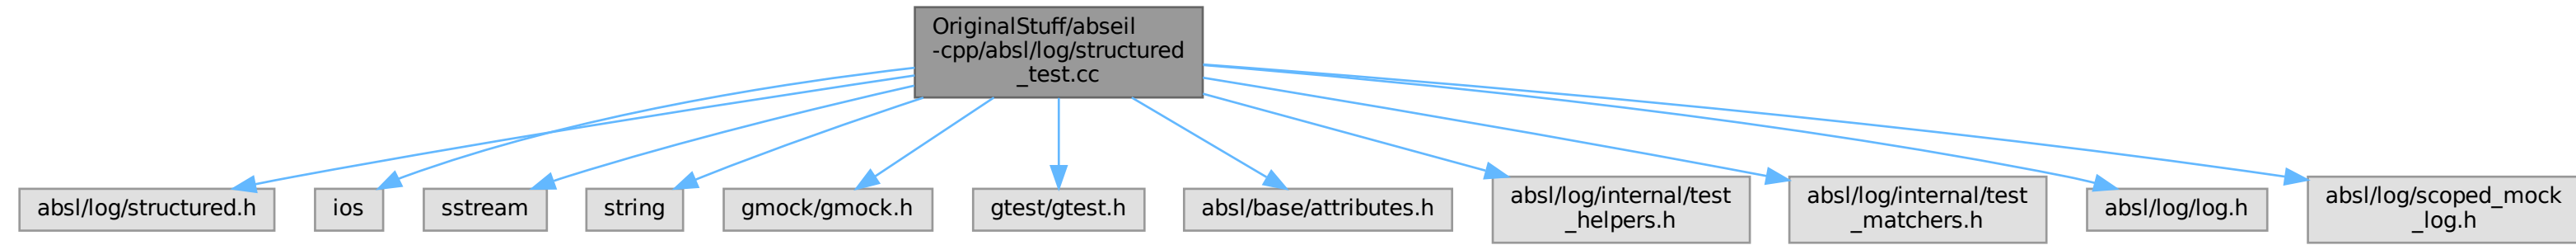 OriginalStuff/abseil
-cpp/absl/log/structured
_test.cc
absl/log/structured.h
ios
sstream
string
gmock/gmock.h
gtest/gtest.h
absl/base/attributes.h
absl/log/internal/test
_helpers.h
absl/log/internal/test
_matchers.h
absl/log/log.h
absl/log/scoped_mock
_log.h